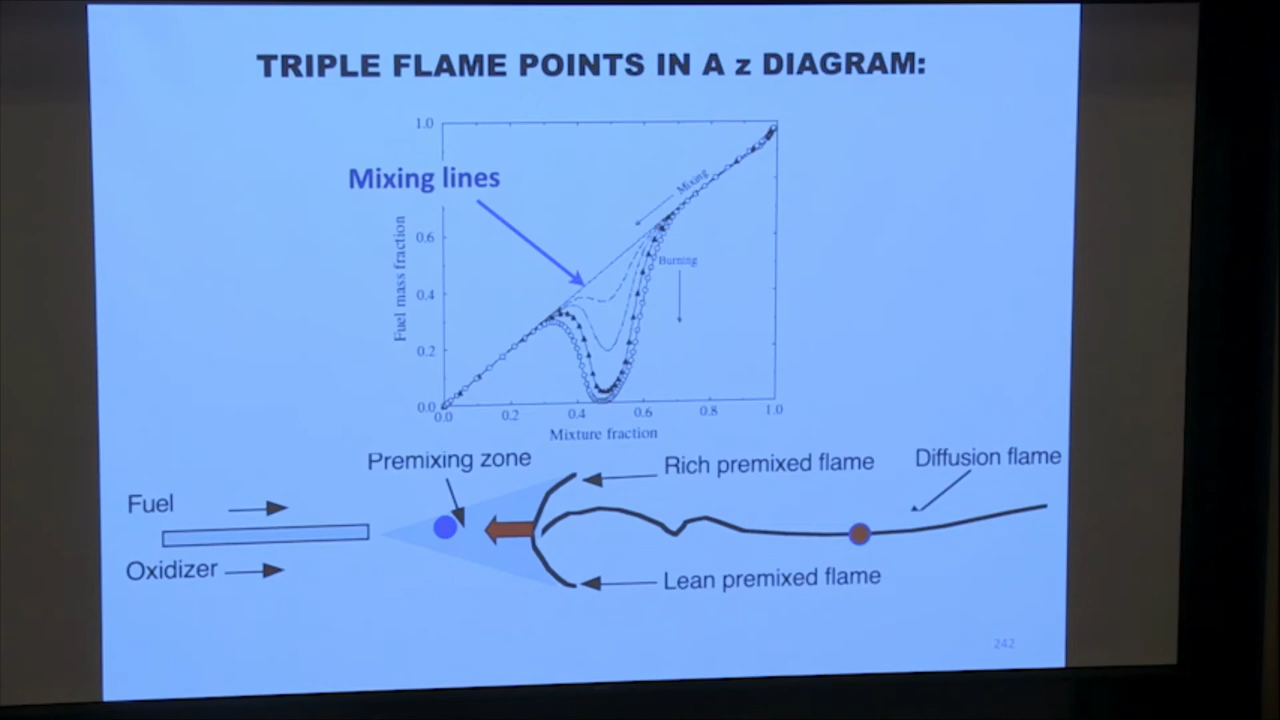 TRIPLE FLAME POINTS IN A z DIAGRAM:
1.0
Mixing lines
Mixing
Fuel mass fraction
0.6
Burning
0.4
0.2
0.0
0.0 0.2 0.4 0.6 0.8 1.0
Mixture fraction
Premixing zone
Rich premixed flame
Diffusion flame
Fuel
Oxidizer
Lean premixed flame
242